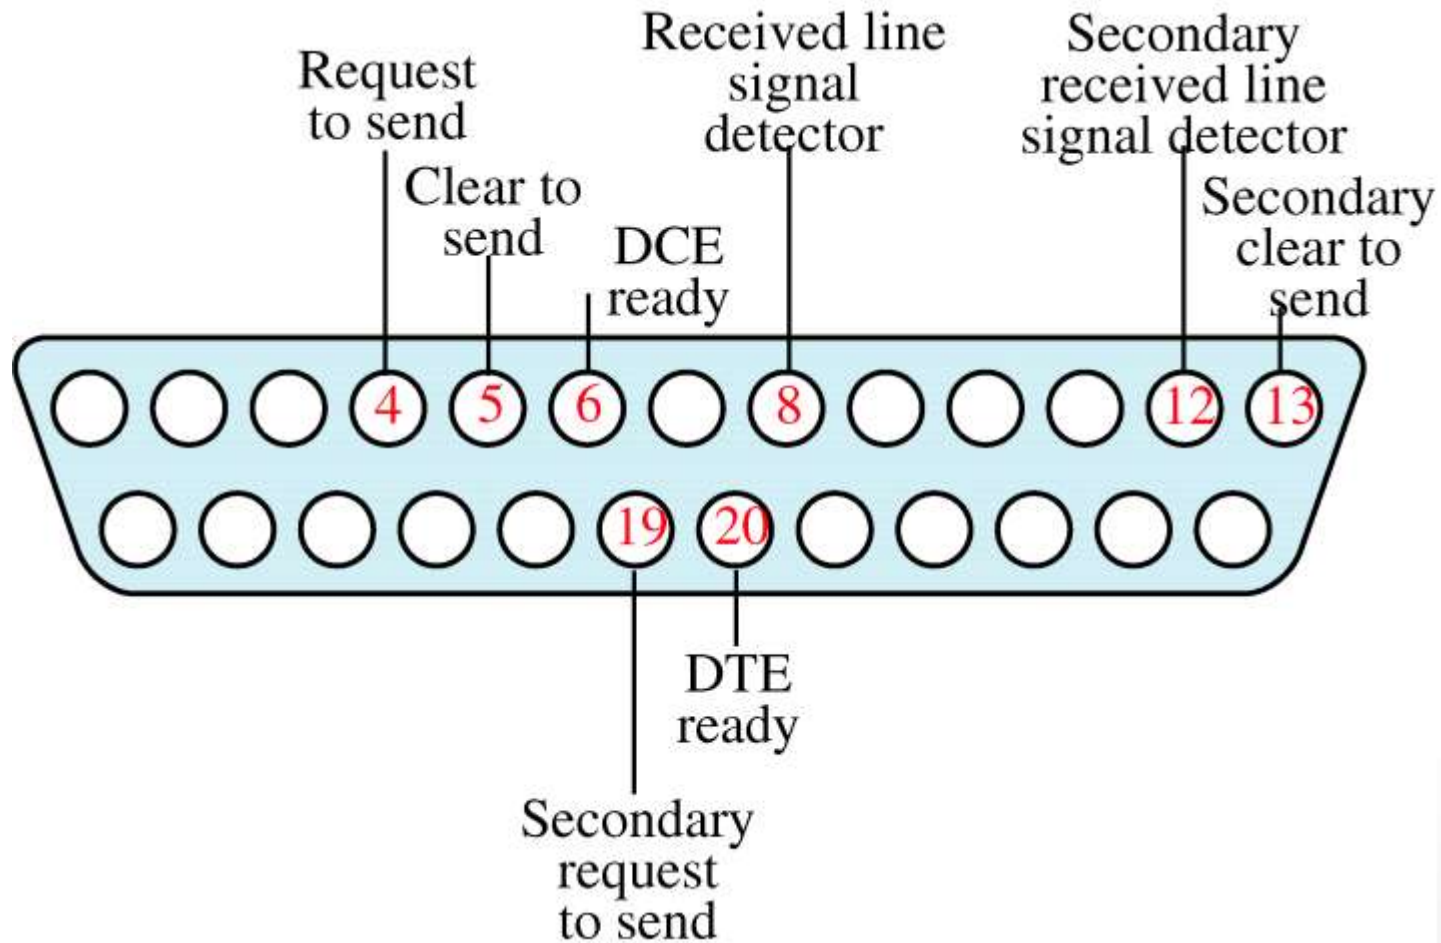 Request
to send
Clear to
send
DCE
ready
Received line
signal
detector
Secondary
received line
signal detector
Secondary
clear to
send
4 5 6 8 12 13
19 20
DTE
ready
Secondary
request
to send